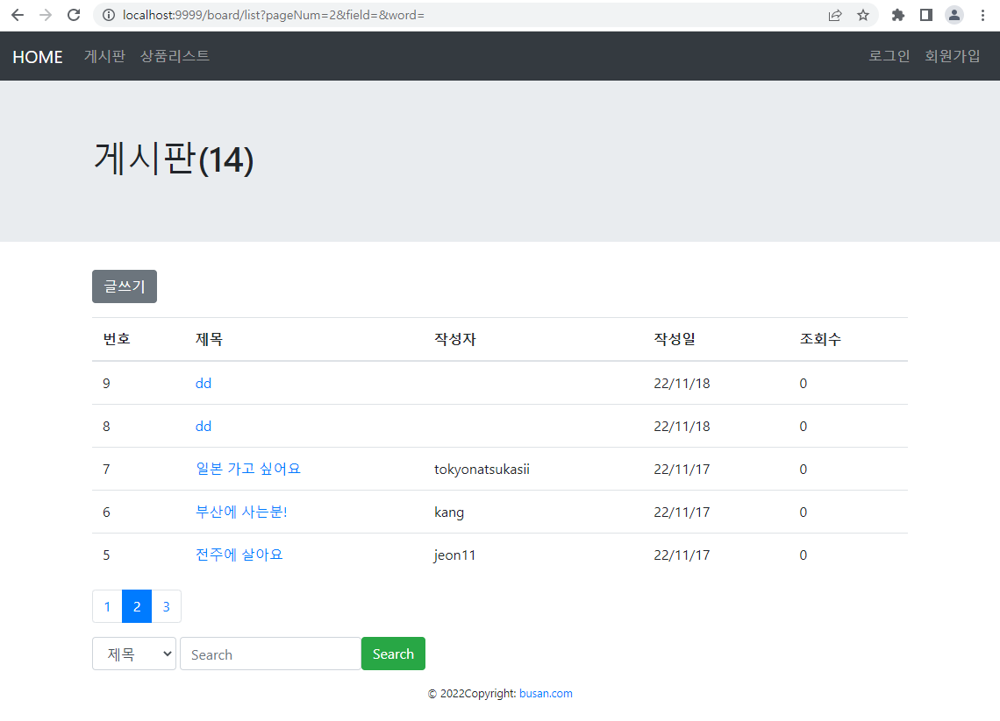 localhost:9999/board/list?pageNum=2&field=&word=
HOME 게시판 상품리스트 로그인 회원가입
게시판(14)
글쓰기
번호 제목 작성자 작성일 조회수
9 dd 22/11/18 0
8 dd 22/11/18 0
7 일본 가고 싶어요 tokyonatsukasii 22/11/17 0
6 부산에 사는분! kang 22/11/17 0
5 전주에 살아요 jeon11 22/11/17 0
1 2 3
제목 Search Search
© 2022Copyright: busan.com